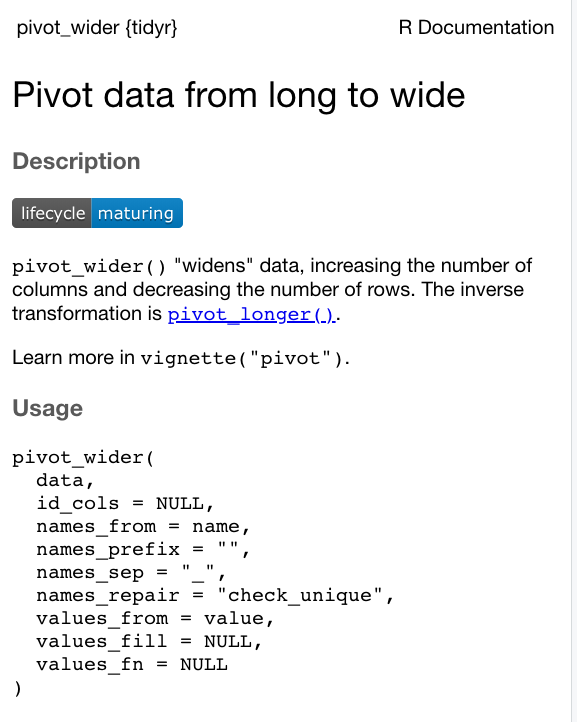 pivot_wider {tidyr} R Documentation
Pivot data from long to wide
Description
lifecycle maturing
pivot_wider() "widens" data, increasing the number of
columns and decreasing the number of rows. The inverse
transformation is pivot_longer().
Learn more in vignette("pivot").
Usage
pivot_wider(
  data,
  id_cols = NULL,
  names_from = name,
  names_prefix = "",
  names_sep = "_",
  names_repair = "check_unique",
  values_from = value,
  values_fill = NULL,
  values_fn = NULL
)